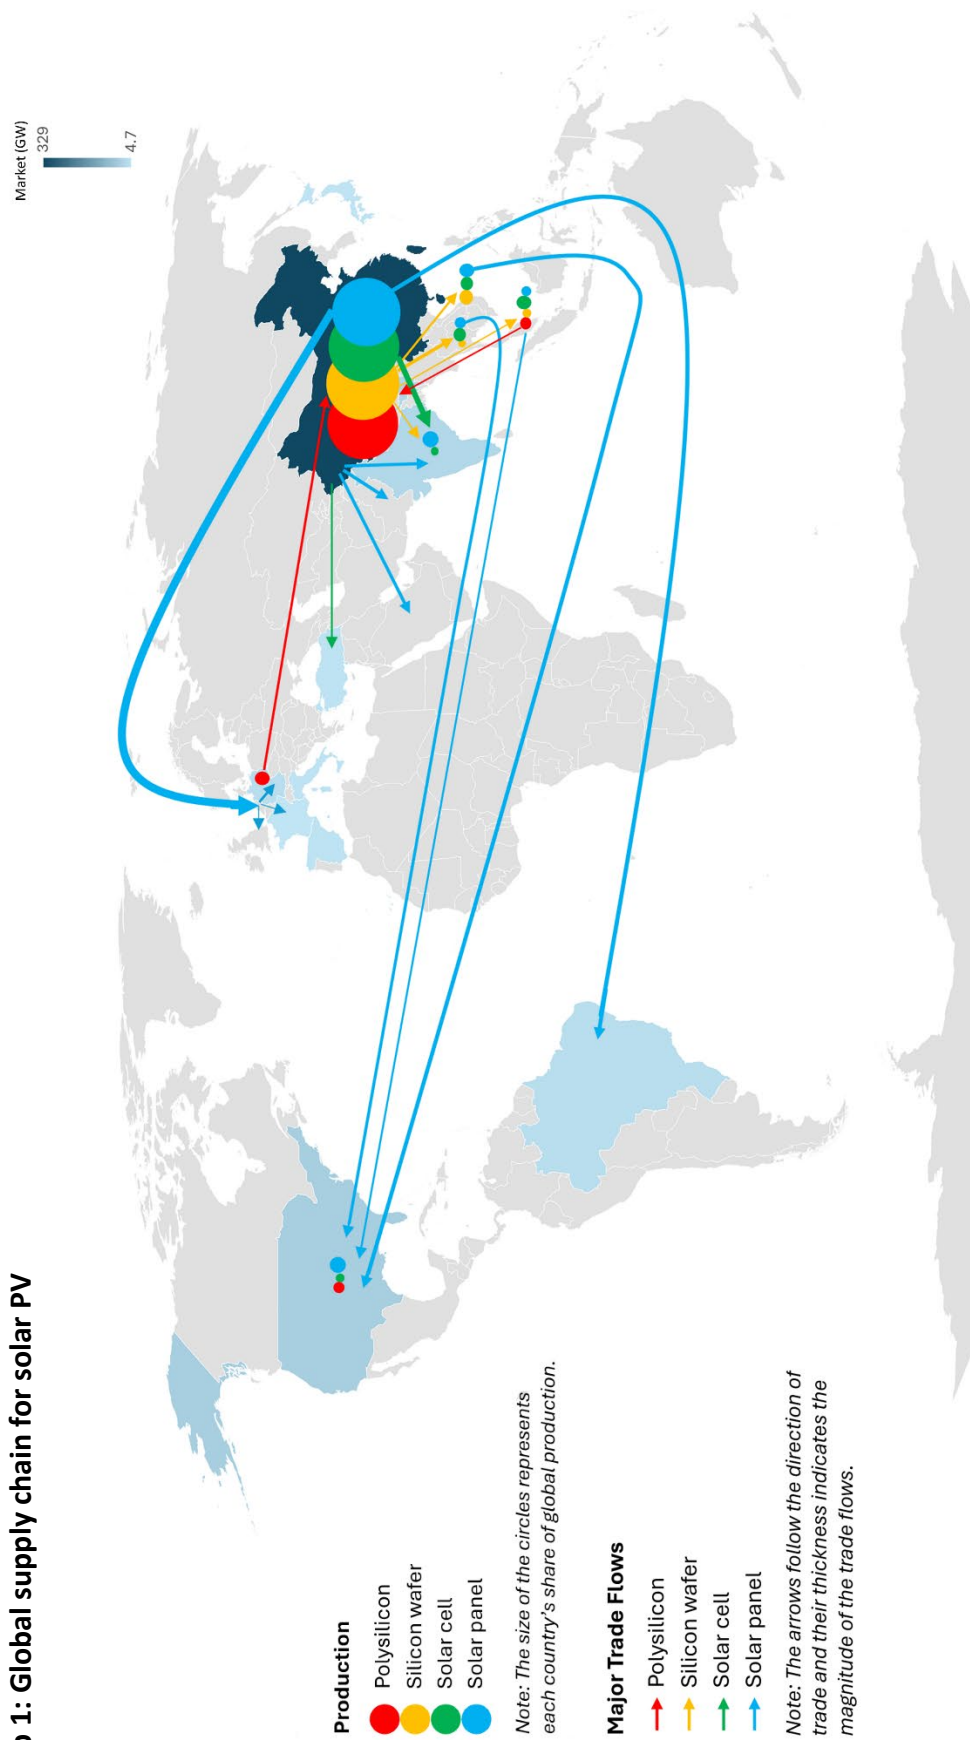 1: Global supply chain for solar PV
Market (GW)
329
4.7
Production
Polysilicon
Silicon wafer
Solar cell
Solar panel
Note: The size of the circles represents
each country's share of global production.
Major Trade Flows
Polysilicon
Silicon wafer
Solar cell
Solar panel
Note: The arrows follow the direction of
trade and their thickness indicates the
magnitude of the trade flows.